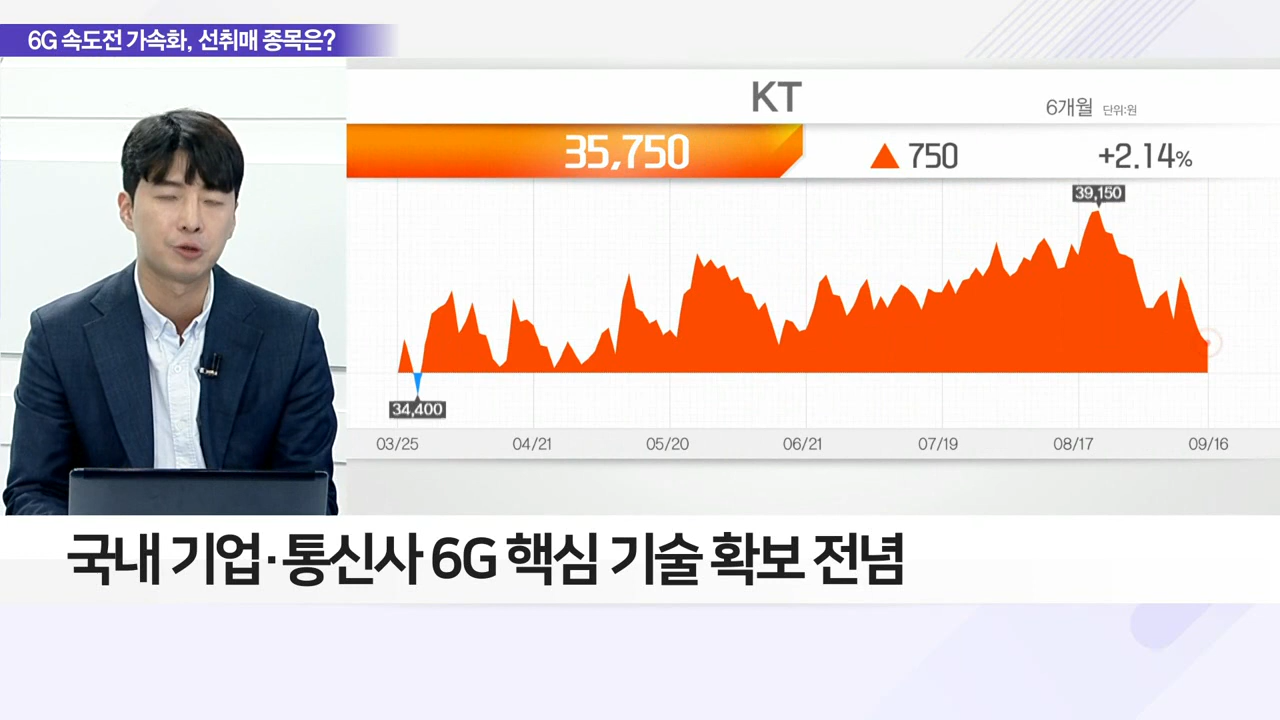 6G 속도전 가속화, 선취매 종목은?
KT
6개월 단위:원
35,750 ▲ 750 +2.14%
39,150
34,400
03/25 04/21 05/20 06/21 07/19 08/17 09/16
국내 기업·통신사 6G 핵심 기술 확보 전념